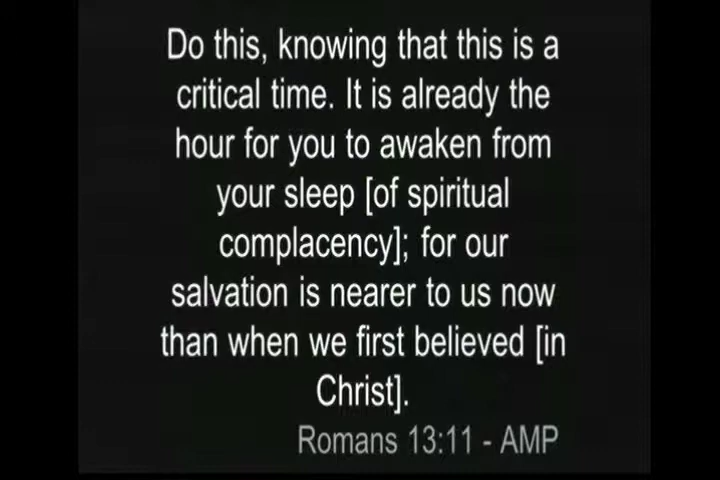 Do this, knowing that this is a
critical time. It is already the
hour for you to awaken from
your sleep [of spiritual
complacency]; for our
salvation is nearer to us now
than when we first believed [in
Christ].
Romans 13:11 - AMP